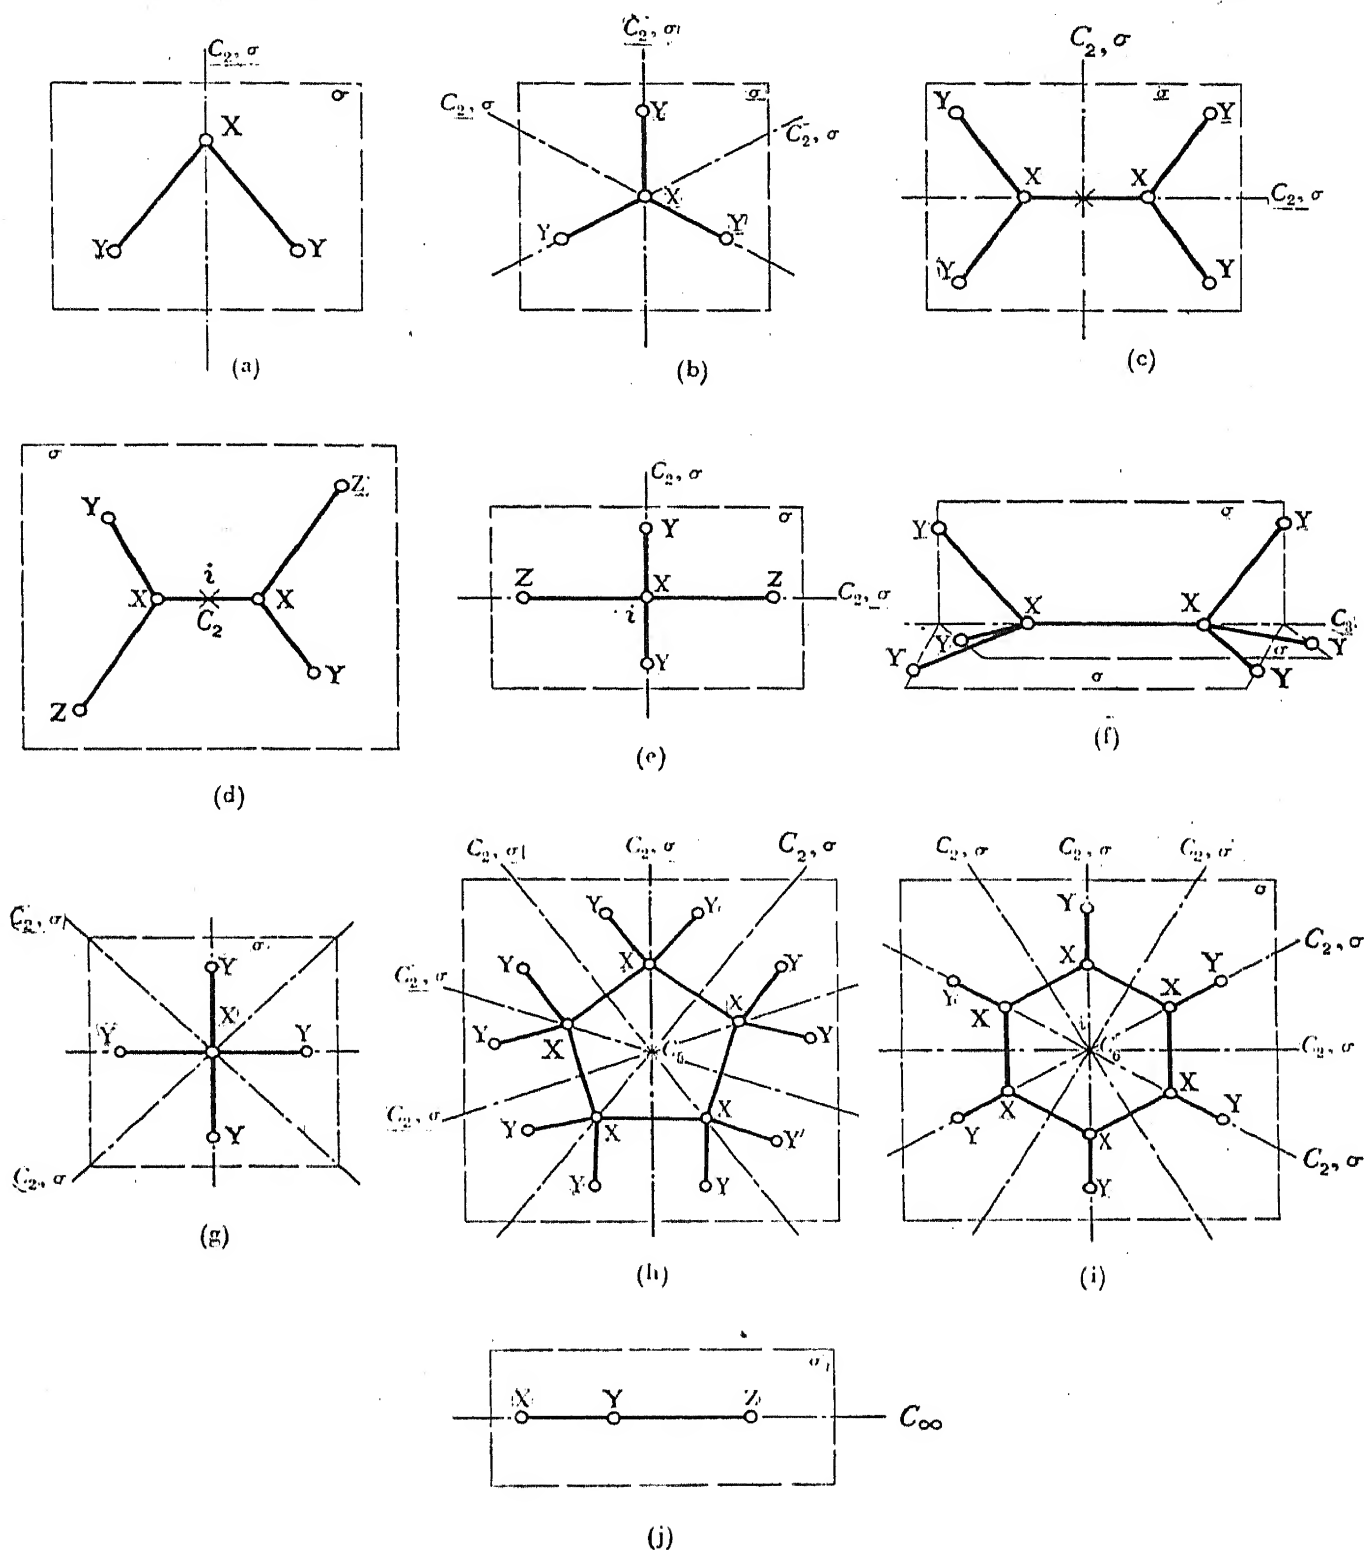 C₂, σ
σ
X
Y Y
(a)
C₂, σ
σ
C₂, σ
Y
C₂, σ
X
Y Y
(b)
C₂, σ
σ
Y Y
X X
C₂, σ
Y Y
(c)
σ
Z
Y
i
X X
C₂
Y
Z
(d)
C₂, σ
σ
Y
Z X Z
C₂, σ
i
Y
(e)
σ
Y Y
X X
Y Y
Y σ
σ Y
(f)
C₂, σ
σ
Y
X
Y Y
Y
C₂, σ
(g)
C₂, σ C₂, σ C₂, σ
Y Y
X
Y Y
C₂, σ
X
Y Y
X
C₂, σ
X X
Y Y
Y Y
(h)
C₂, σ C₂, σ C₂, σ
σ
Y
C₂, σ
X
Y Y
X X
C₆
C₂, σ
X X
Y Y
X
C₂, σ
Y
(i)
σ
X Y Z
C∞
(j)